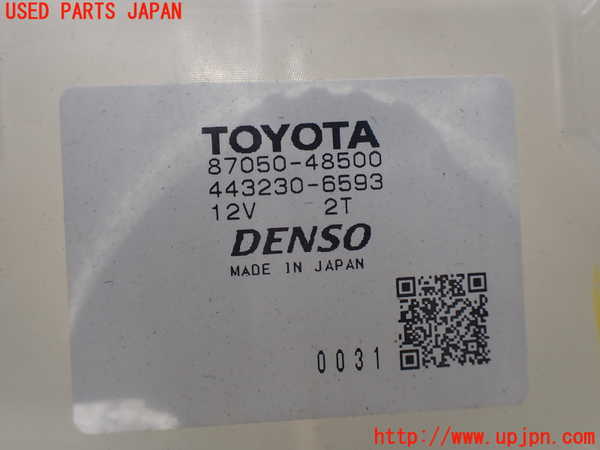 USED PARTS JAPAN
TOYOTA
87050-48500
443230-6593
12V 2T
DENSO
MADE IN JAPAN
0031
http://www.upjpn.com/